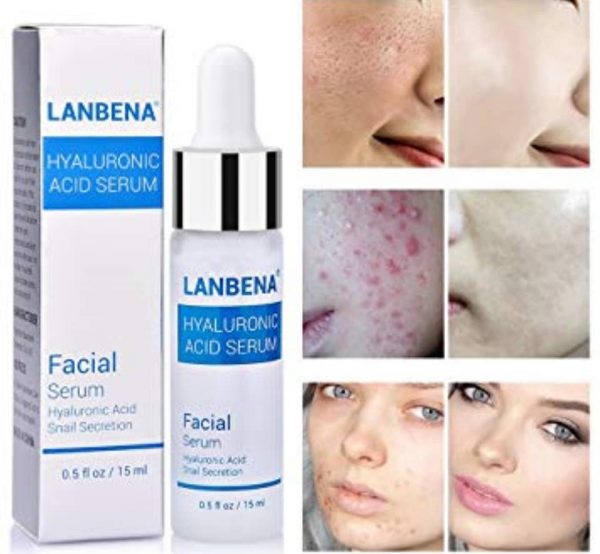 LANBENA®
HYALURONIC
ACID SERUM
Facial
Serum
Hyaluronic Acid
Snail Secretion
0.5 fl oz / 15 ml
LANBENA®
HYALURONIC
ACID SERUM
Facial
Serum
Hyaluronic Acid
Snail Secretion
0.5 fl oz / 15 ml